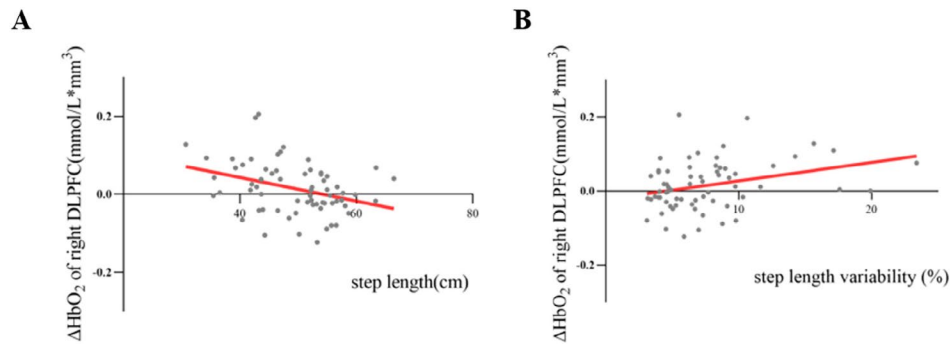 A
ΔHbO₂ of right DLPFC(mmol/L*mm³)
0.2
0.0
-0.2
40
60
80
step length(cm)
B
ΔHbO₂ of right DLPFC(mmol/L*mm³)
0.2
0.0
-0.2
10
20
step length variability (%)